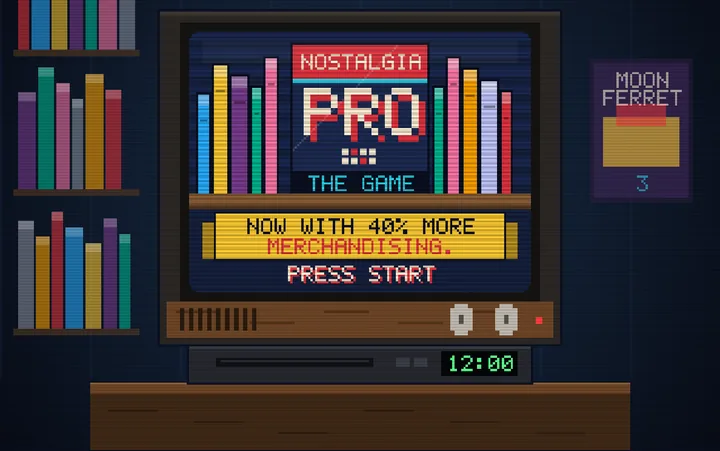 NOSTALGIA
PRO
THE GAME
NOW WITH 40% MORE
MERCHANDISING.
PRESS START
12:00
MOON
FERRET
3